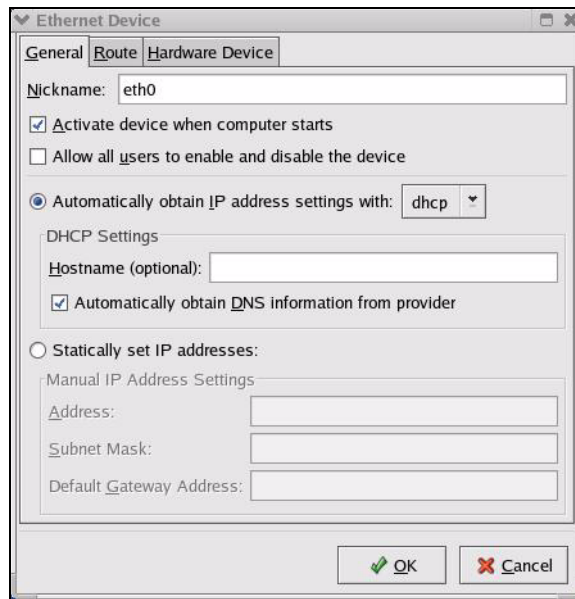 Ethernet Device
General Route Hardware Device
Nickname: eth0
Activate device when computer starts
Allow all users to enable and disable the device
Automatically obtain IP address settings with: dhcp
DHCP Settings
Hostname (optional):
Automatically obtain DNS information from provider
Statically set IP addresses:
Manual IP Address Settings
Address:
Subnet Mask:
Default Gateway Address:
OK Cancel